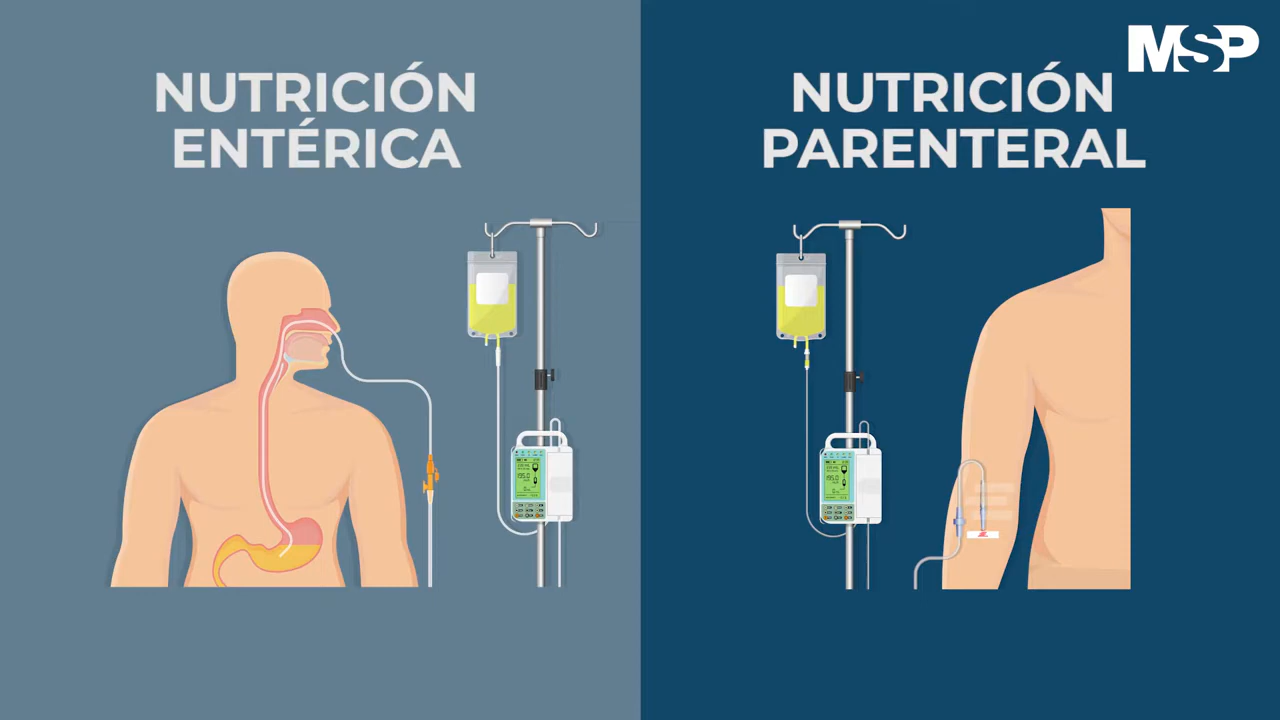 NUTRICIÓN
ENTÉRICA
MSP
NUTRICIÓN
PARENTERAL